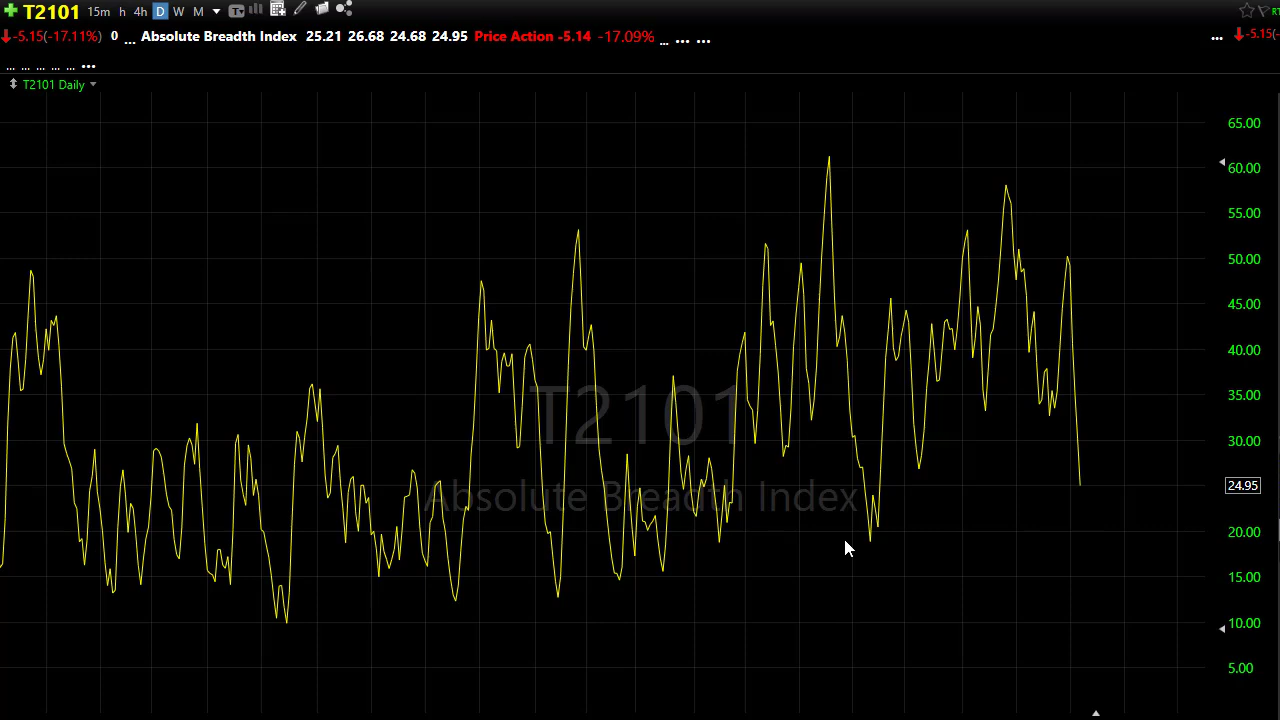 T2101 15m h 4h D W M T RT
-5.15(-17.11%) 0 ... Absolute Breadth Index 25.21 26.68 24.68 24.95 Price Action -5.14 -17.09% ... ... ... ... -5.15(-
... ... ... ... ... ...
T2101 Daily
65.00
60.00
55.00
50.00
45.00
40.00
35.00
T2101
30.00
24.95
Absolute Breadth Index
20.00
15.00
10.00
5.00